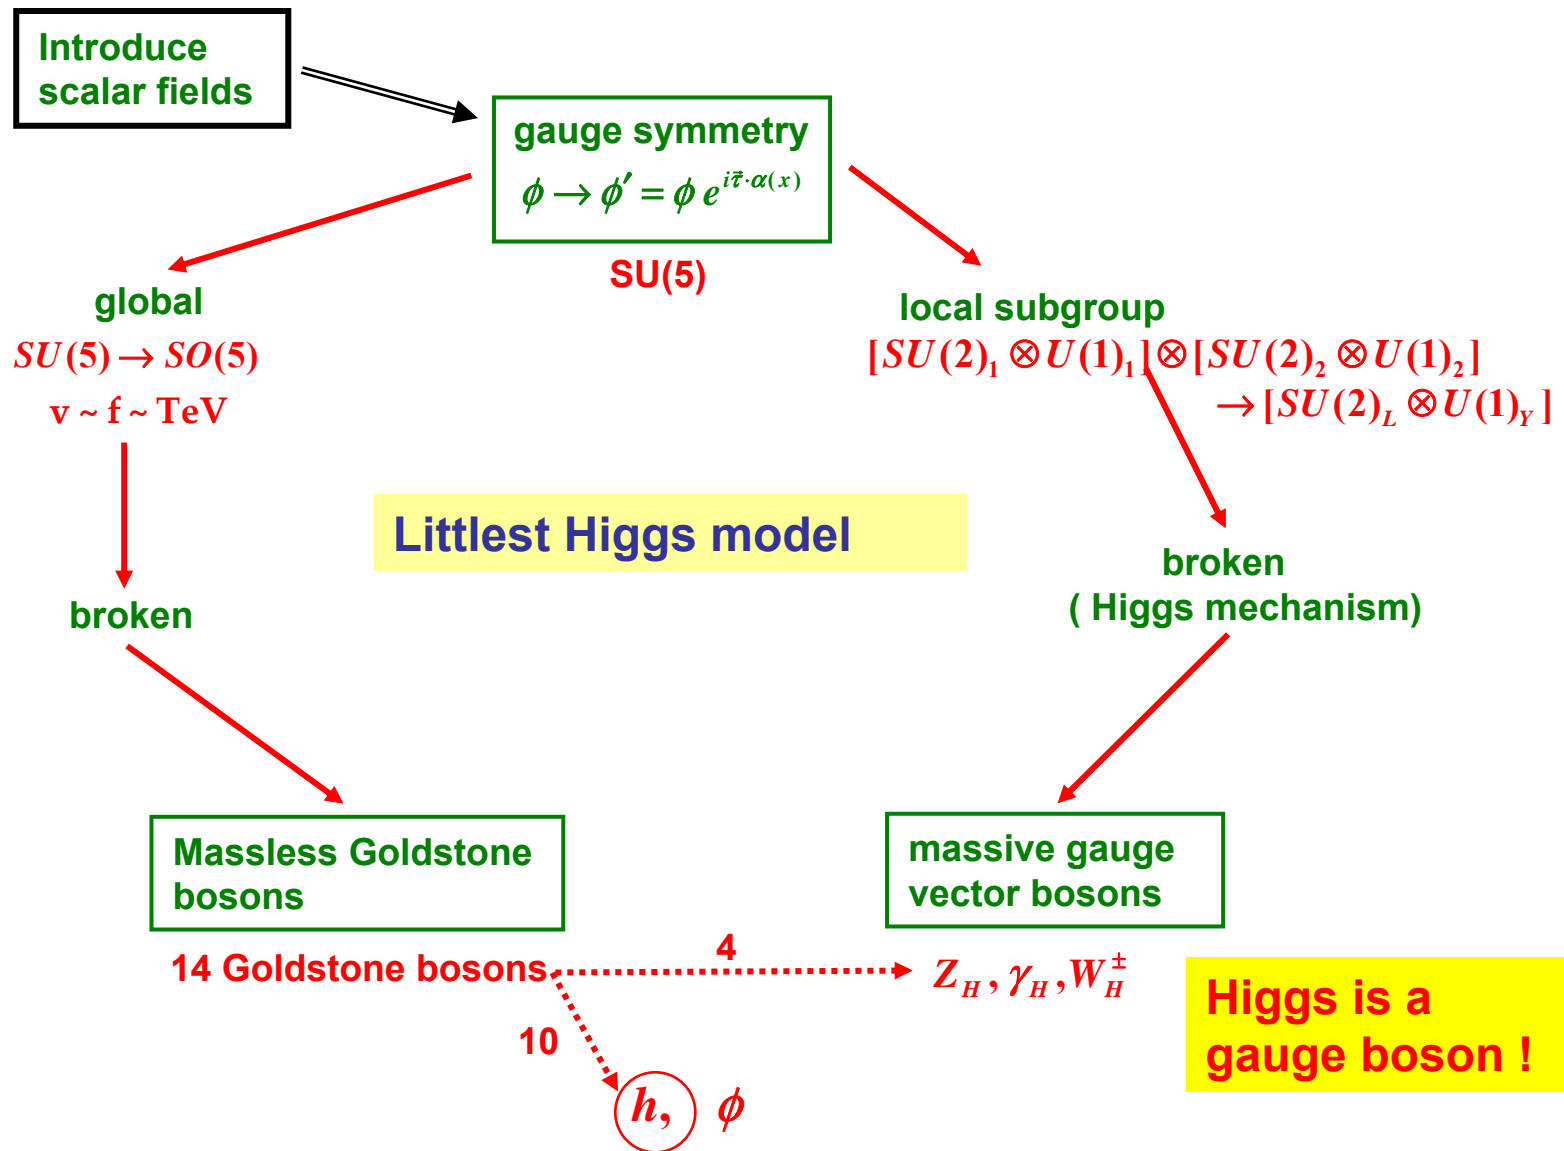 Introduce
scalar fields
gauge symmetry
ϕ → ϕ′ = ϕ e^{i\vec{τ}·α(x)}
SU(5)
global
SU(5) → SO(5)
v ~ f ~ TeV
broken
local subgroup
[SU(2)₁ ⊗ U(1)₁] ⊗ [SU(2)₂ ⊗ U(1)₂]
→ [SU(2)_L ⊗ U(1)_Y]
Littlest Higgs model
broken
( Higgs mechanism)
Massless Goldstone
bosons
massive gauge
vector bosons
14 Goldstone bosons
4
Z_H, γ_H, W_H^±
10
h, ϕ
Higgs is a
gauge boson !